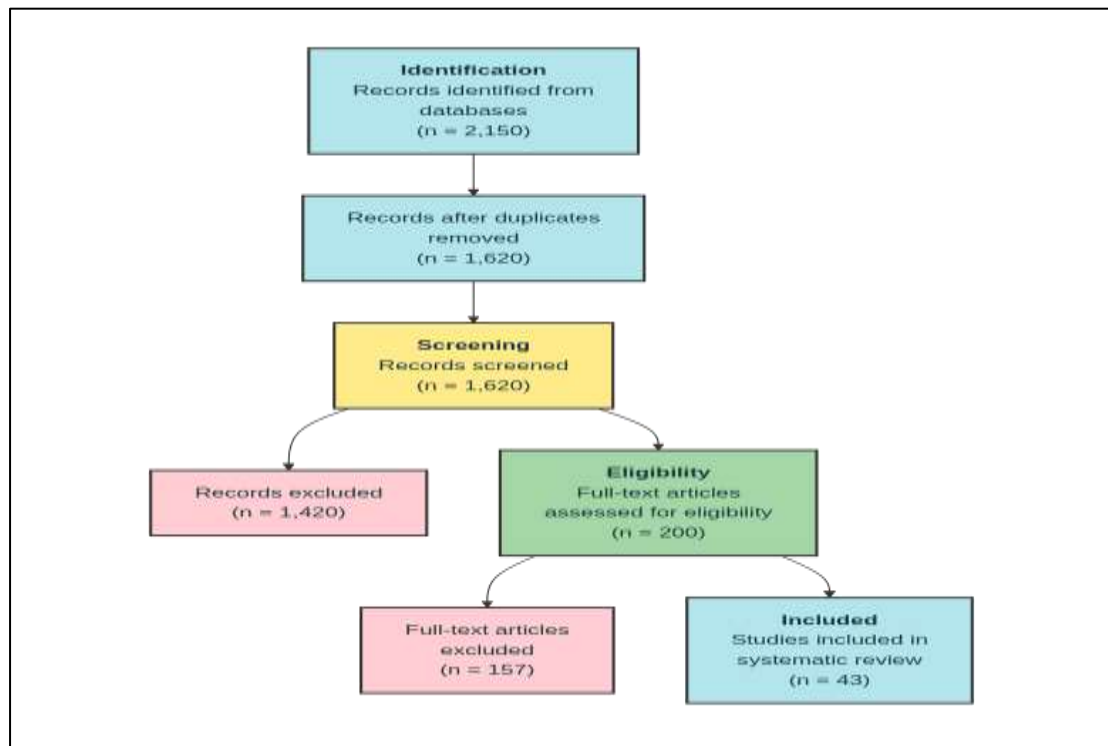 Identification
Records identified from
databases
(n = 2,150)
Records after duplicates
removed
(n = 1,620)
Screening
Records screened
(n = 1,620)
Records excluded
(n = 1,420)
Eligibility
Full-text articles
assessed for eligibility
(n = 200)
Full-text articles
excluded
(n = 157)
Included
Studies included in
systematic review
(n = 43)